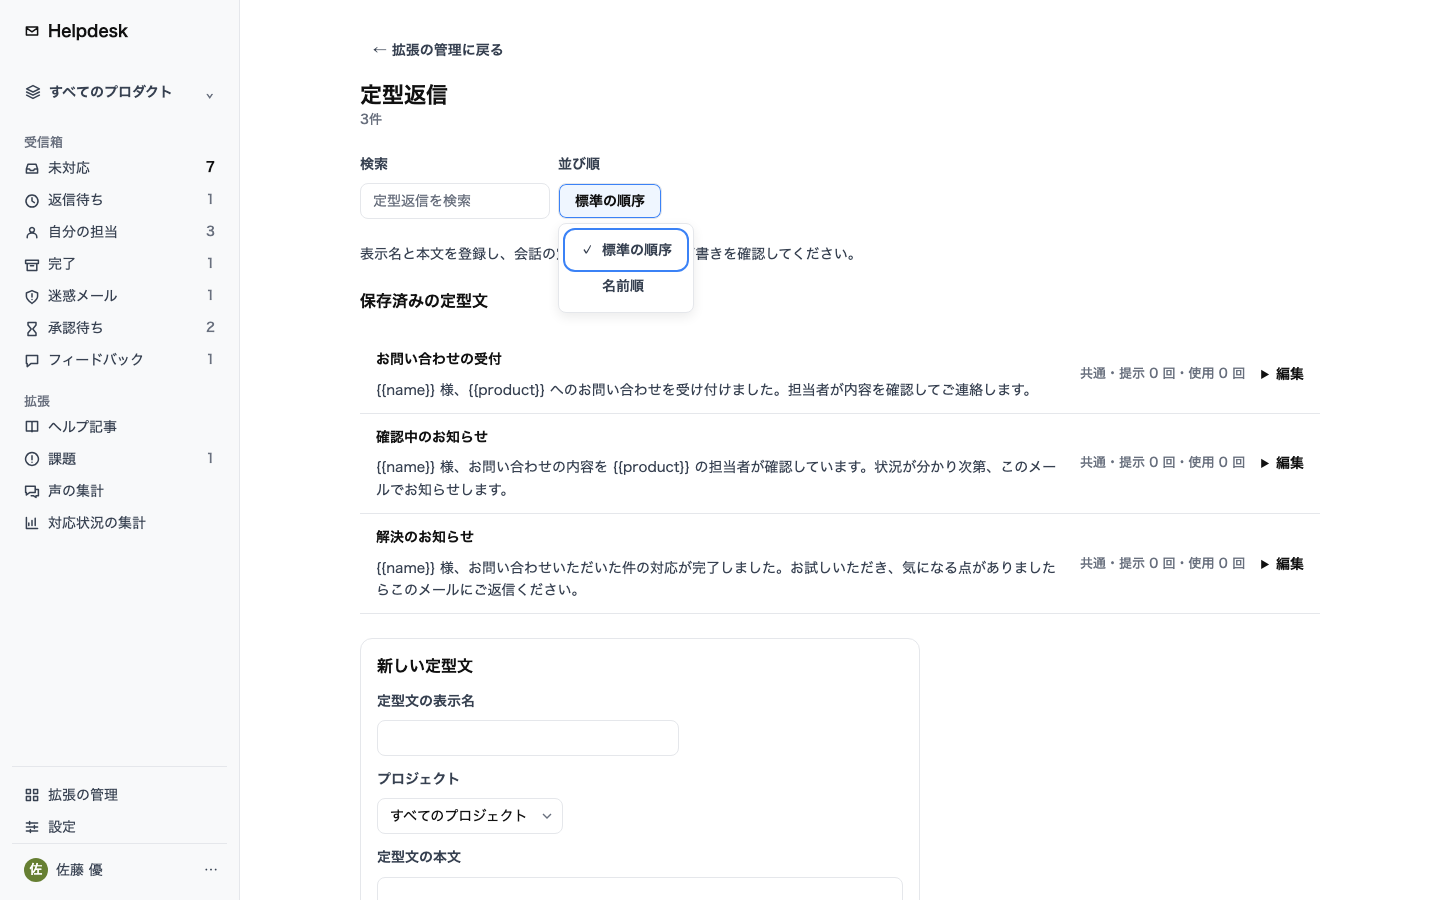 Helpdesk
すべてのプロダクト
受信箱
未対応 7
返信待ち 1
自分の担当 3
完了 1
迷惑メール 1
承認待ち 2
フィードバック 1
拡張
ヘルプ記事
課題 1
声の集計
対応状況の集計
拡張の管理
設定
佐 佐藤 優 …
← 拡張の管理に戻る
定型返信
3件
検索 並び順
定型返信を検索 標準の順序
✓ 標準の順序
名前順
表示名と本文を登録し、会話の 書きを確認してください。
保存済みの定型文
お問い合わせの受付
{{name}} 様、{{product}} へのお問い合わせを受け付けました。担当者が内容を確認してご連絡します。
共通・提示 0 回・使用 0 回 ▶ 編集
確認中のお知らせ
{{name}} 様、お問い合わせの内容を {{product}} の担当者が確認しています。状況が分かり次第、このメー
ルでお知らせします。
共通・提示 0 回・使用 0 回 ▶ 編集
解決のお知らせ
{{name}} 様、お問い合わせいただいた件の対応が完了しました。お試しいただき、気になる点がありました
らこのメールにご返信ください。
共通・提示 0 回・使用 0 回 ▶ 編集
新しい定型文
定型文の表示名
プロジェクト
すべてのプロジェクト
定型文の本文